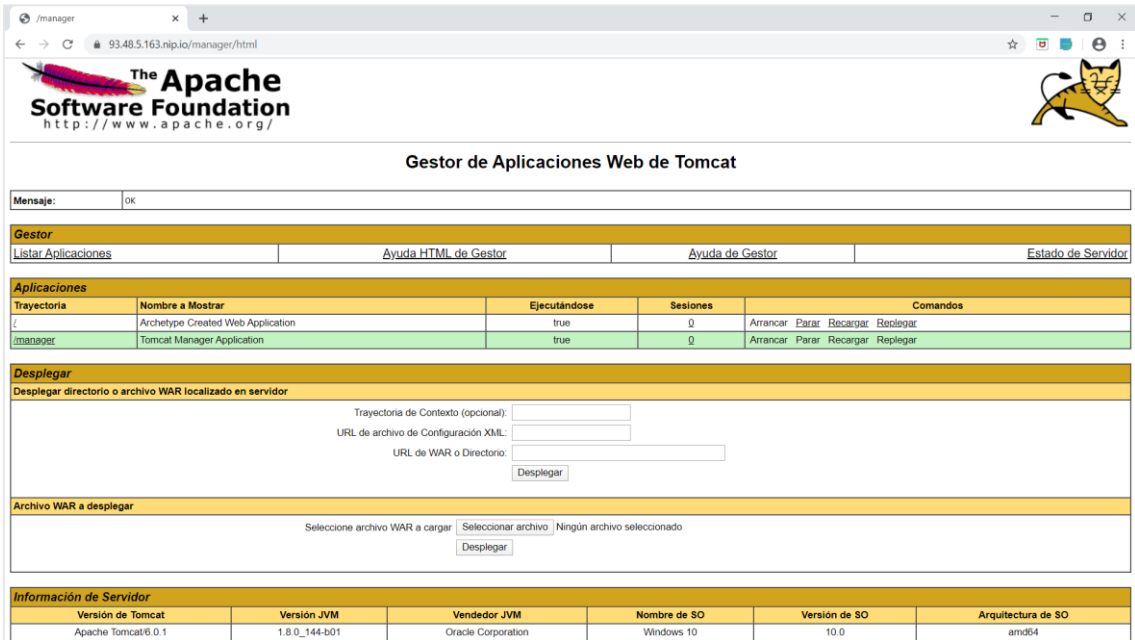 /manager
93.48.5.163.nip.io/manager/html
The Apache
Software Foundation
http://www.apache.org/
Gestor de Aplicaciones Web de Tomcat
Mensaje: OK
Gestor
Listar Aplicaciones Ayuda HTML de Gestor Ayuda de Gestor Estado de Servidor
Aplicaciones
Trayectoria Nombre a Mostrar Ejecutándose Sesiones Comandos
/ Archetype Created Web Application true 0 Arrancar Parar Recargar Replegar
/manager Tomcat Manager Application true 0 Arrancar Parar Recargar Replegar
Desplegar
Desplegar directorio o archivo WAR localizado en servidor
Trayectoria de Contexto (opcional):
URL de archivo de Configuración XML:
URL de WAR o Directorio:
Desplegar
Archivo WAR a desplegar
Seleccione archivo WAR a cargar Seleccionar archivo Ningún archivo seleccionado
Desplegar
Información de Servidor
Versión de Tomcat Versión JVM Vendedor JVM Nombre de SO Versión de SO Arquitectura de SO
Apache Tomcat/6.0.1 1.8.0_144-b01 Oracle Corporation Windows 10 10.0 amd64